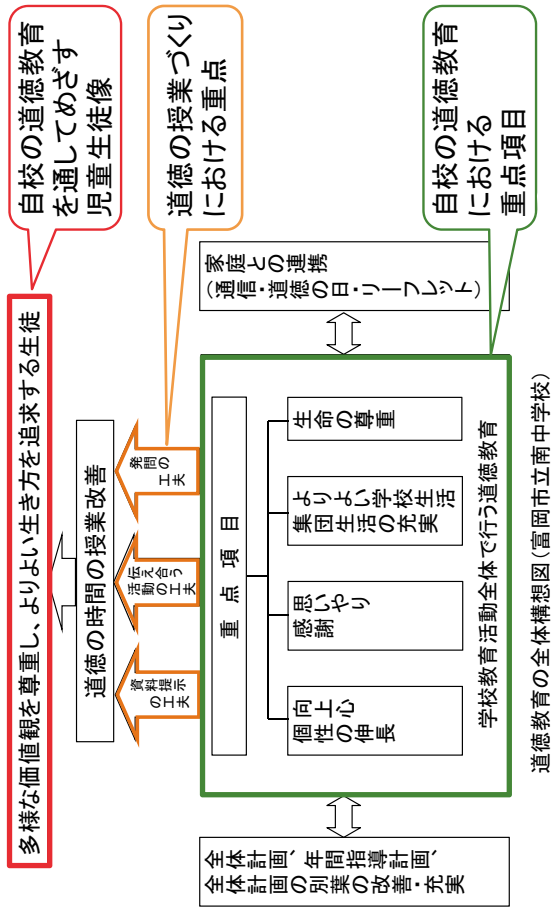 自校の道徳教育
を通してめざす
児童生徒像
多様な価値観を尊重し、よりよい生き方を追求する生徒
道徳の時間の授業改善
道徳の授業づくり
における重点
資料提示
の工夫
伝え合う
活動の工夫
発問の
工夫
重点項目
向上心
個性の伸長
思いやり
感謝
よりよい学校生活
集団生活の充実
生命の尊重
学校教育活動全体で行う道徳教育
全体計画、年間指導計画、
全体計画の別葉の改善・充実
家庭との連携
(通信・道徳の日・リーフレット)
自校の道徳教育
における
重点項目
道徳教育の全体構想図(富岡市立南中学校)